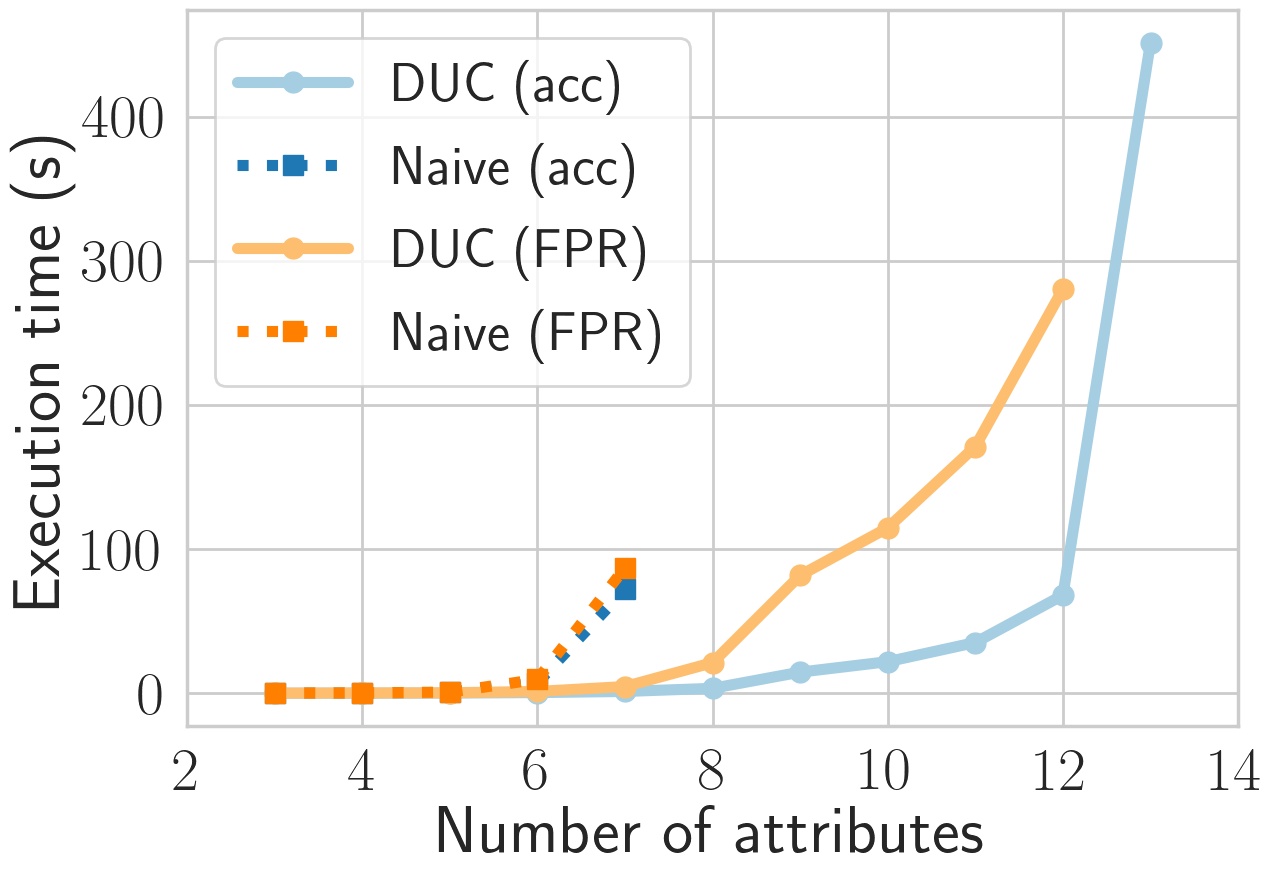 DUC (acc)
Naive (acc)
DUC (FPR)
Naive (FPR)
Execution time (s)
400
300
200
100
0
2 4 6 8 10 12 14
Number of attributes